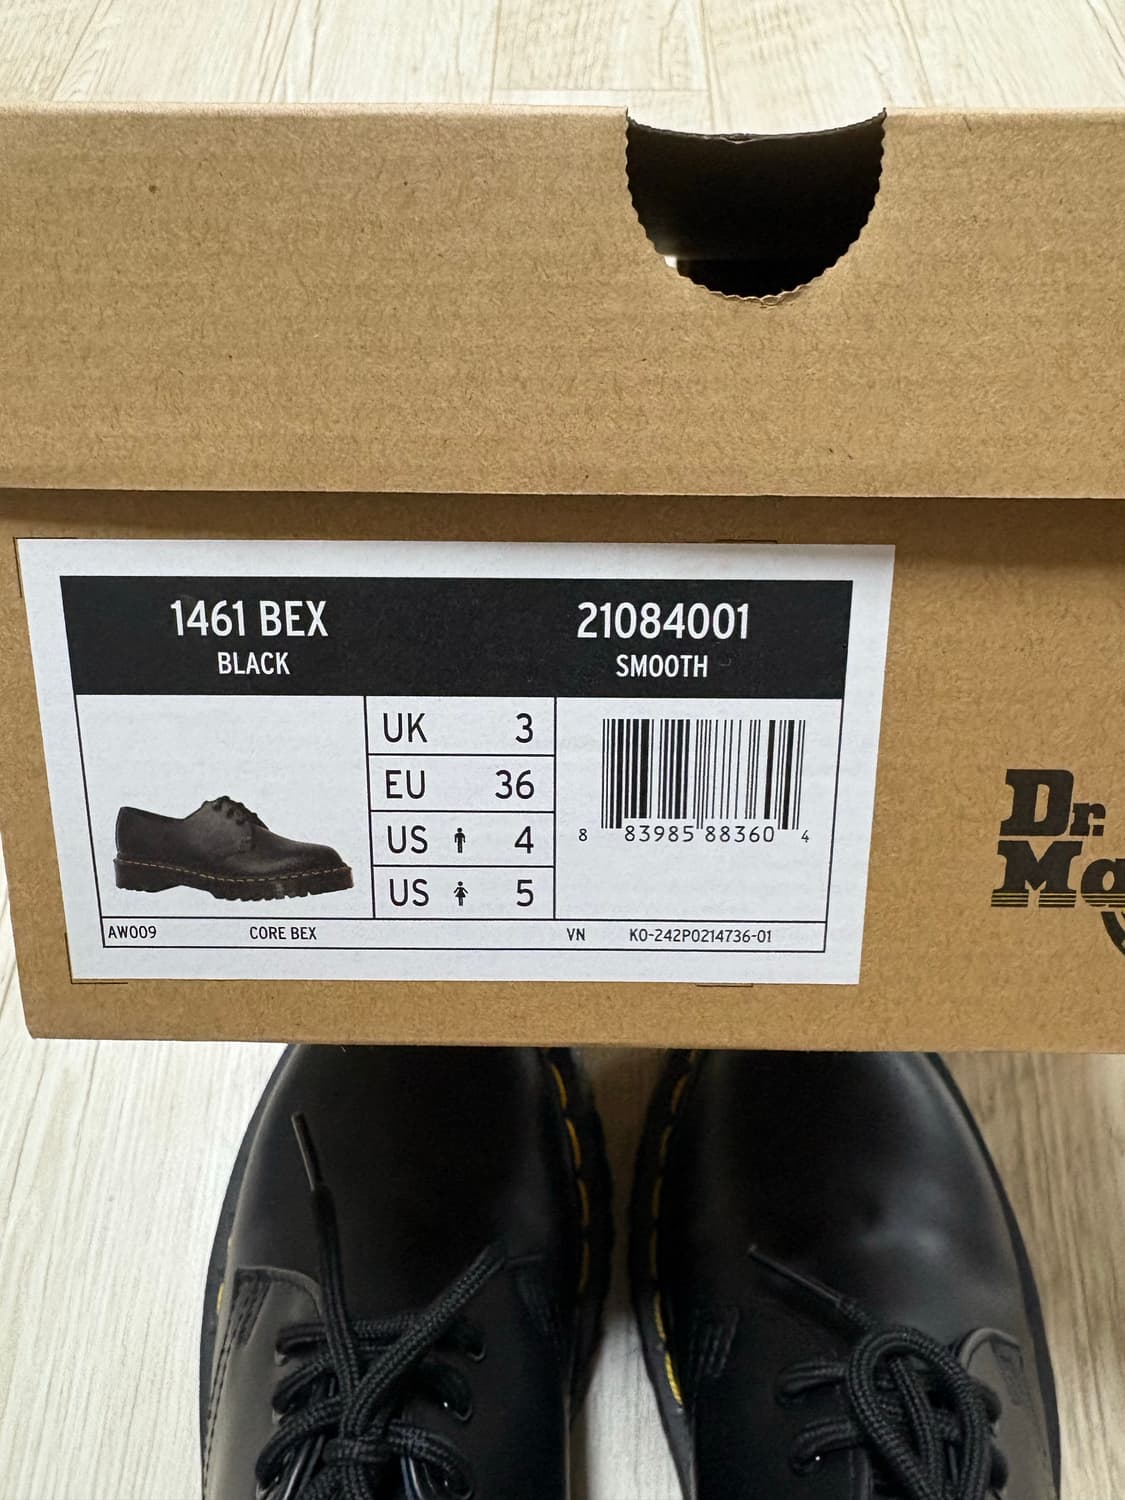 1461 BEX
BLACK
21084001
SMOOTH
UK 3
EU 36
US 4
US 5
8 83985 88360 4
AW009 CORE BEX VN KO-242P0214736-01
Dr.